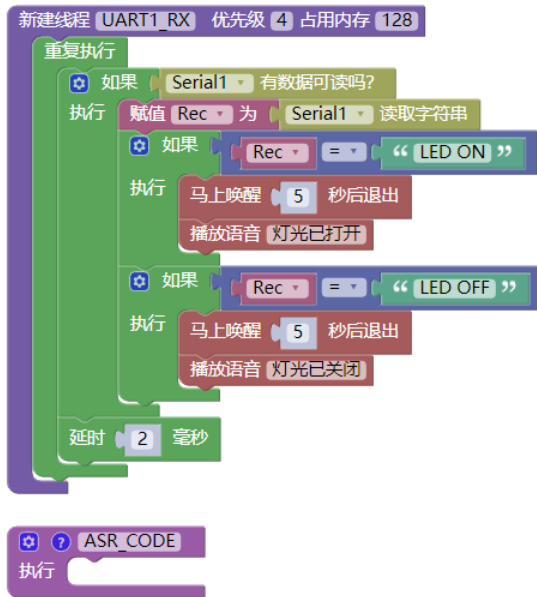 新建线程 UART1_RX 优先级 4 占用内存 128
重复执行
如果 Serial1 有数据可读吗?
执行 赋值 Rec 为 Serial1 读取字符串
如果 Rec = “ LED ON ”
执行 马上唤醒 5 秒后退出
播放语音 灯光已打开
如果 Rec = “ LED OFF ”
执行 马上唤醒 5 秒后退出
播放语音 灯光已关闭
延时 2 毫秒
? ASR_CODE
执行